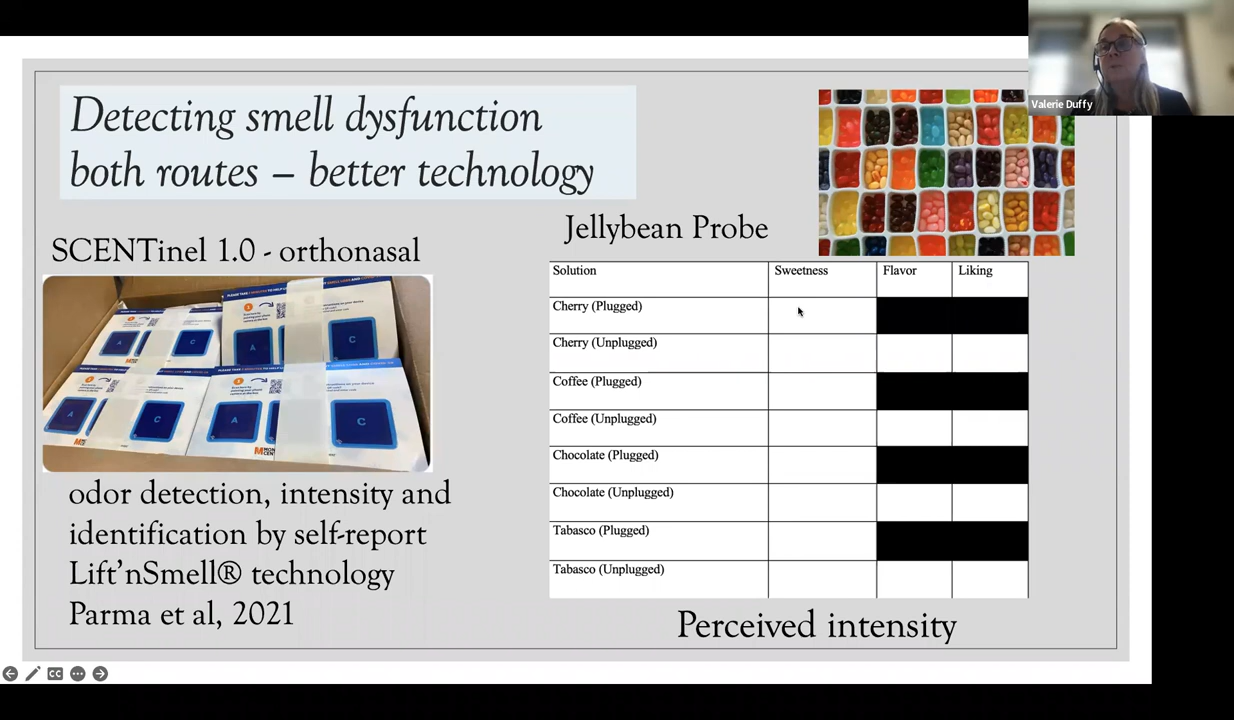 Detecting smell dysfunction
both routes – better technology
Valerie Duffy
SCENTinel 1.0 - orthonasal
A
C
A
C
A
C
A
C
odor detection, intensity and
identification by self-report
Lift'nSmell® technology
Parma et al, 2021
Jellybean Probe
Solution Sweetness Flavor Liking
Cherry (Plugged)
Cherry (Unplugged)
Coffee (Plugged)
Coffee (Unplugged)
Chocolate (Plugged)
Chocolate (Unplugged)
Tabasco (Plugged)
Tabasco (Unplugged)
Perceived intensity
CC